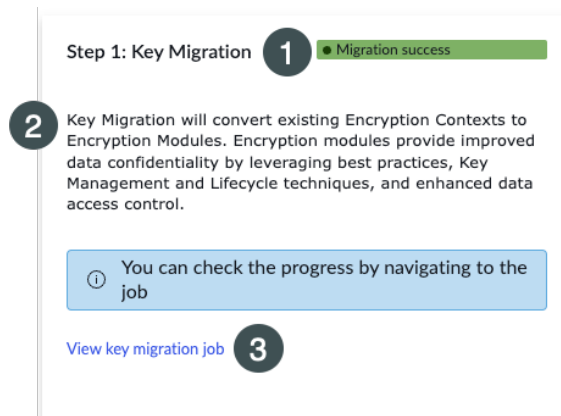 Step 1: Key Migration 1 Migration success
2 Key Migration will convert existing Encryption Contexts to
Encryption Modules. Encryption modules provide improved
data confidentiality by leveraging best practices, Key
Management and Lifecycle techniques, and enhanced data
access control.
You can check the progress by navigating to the
job
View key migration job 3